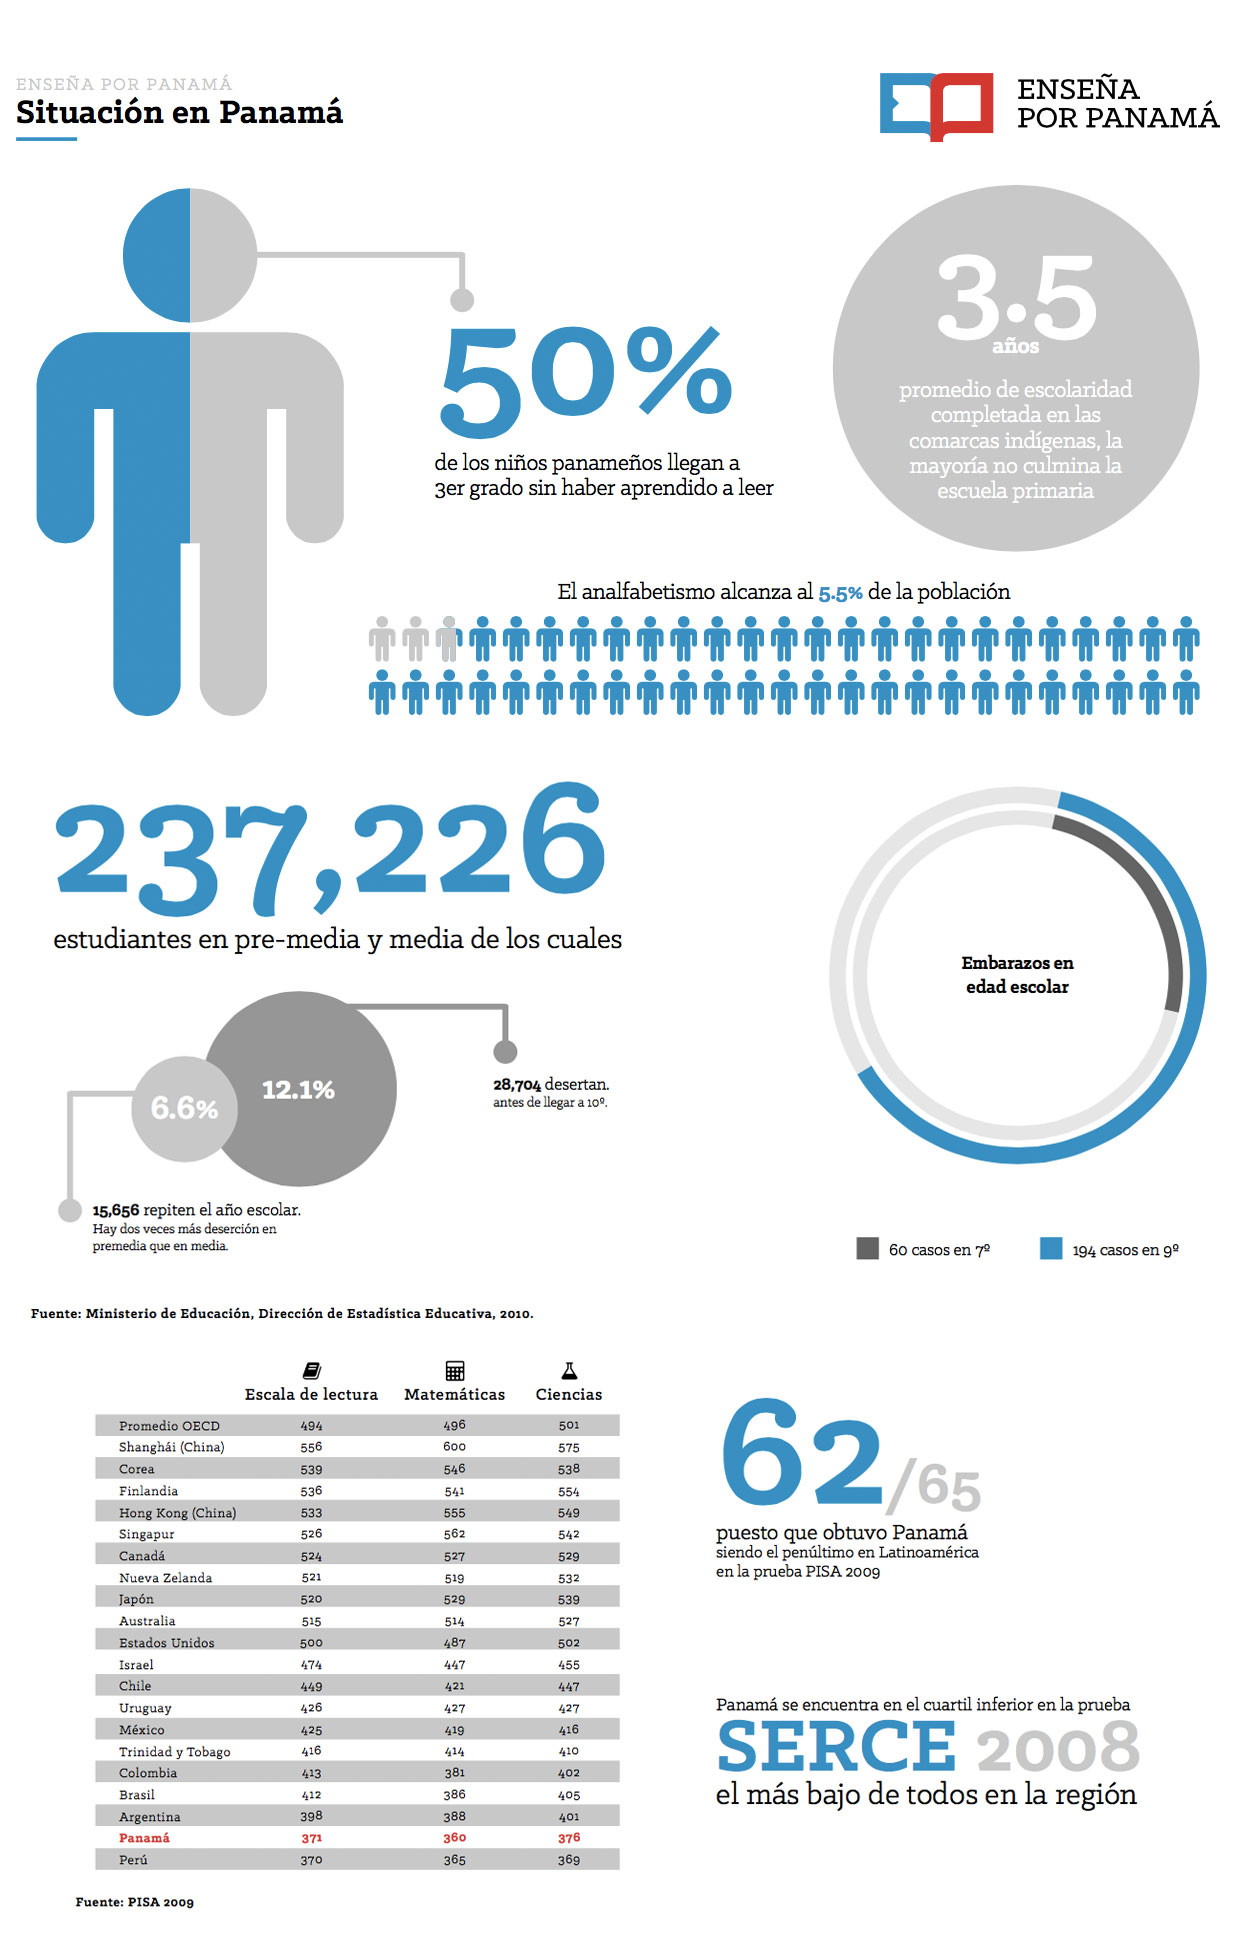 ENSEÑA POR PANAMÁ
Situación en Panamá
ENSEÑA
POR PANAMÁ
50%
de los niños panameños llegan a
3er grado sin haber aprendido a leer
3.5
años
promedio de escolaridad
completada en las
comarcas indígenas, la
mayoría no culmina la
escuela primaria
El analfabetismo alcanza al 5.5% de la población
237,226
estudiantes en pre-media y media de los cuales
6.6%
12.1%
28,704 desertan.
antes de llegar a 10º.
15,656 repiten el año escolar.
Hay dos veces más deserción en
premedia que en media.
Embarazos en
edad escolar
60 casos en 7º
194 casos en 9º
Fuente: Ministerio de Educación, Dirección de Estadística Educativa, 2010.
Escala de lectura Matemáticas Ciencias
Promedio OECD 494 496 501
Shanghái (China) 556 600 575
Corea 539 546 538
Finlandia 536 541 554
Hong Kong (China) 533 555 549
Singapur 526 562 542
Canadá 524 527 529
Nueva Zelanda 521 519 532
Japón 520 529 539
Australia 515 514 527
Estados Unidos 500 487 502
Israel 474 447 455
Chile 449 421 447
Uruguay 426 427 427
México 425 419 416
Trinidad y Tobago 416 414 410
Colombia 413 381 402
Brasil 412 386 405
Argentina 398 388 401
Panamá 371 360 376
Perú 370 365 369
Fuente: PISA 2009
62/65
puesto que obtuvo Panamá
siendo el penúltimo en Latinoamérica
en la prueba PISA 2009
Panamá se encuentra en el cuartil inferior en la prueba
SERCE 2008
el más bajo de todos en la región